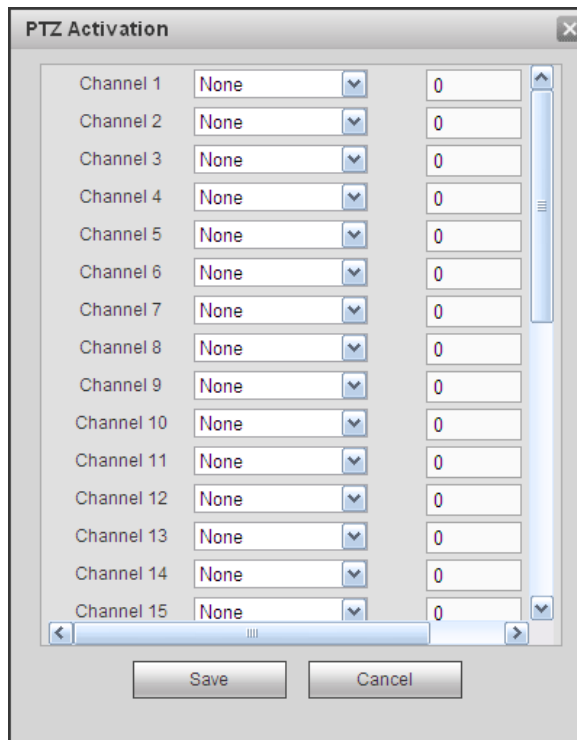 PTZ Activation
Channel 1 None 0
Channel 2 None 0
Channel 3 None 0
Channel 4 None 0
Channel 5 None 0
Channel 6 None 0
Channel 7 None 0
Channel 8 None 0
Channel 9 None 0
Channel 10 None 0
Channel 11 None 0
Channel 12 None 0
Channel 13 None 0
Channel 14 None 0
Channel 15 None 0
Save Cancel